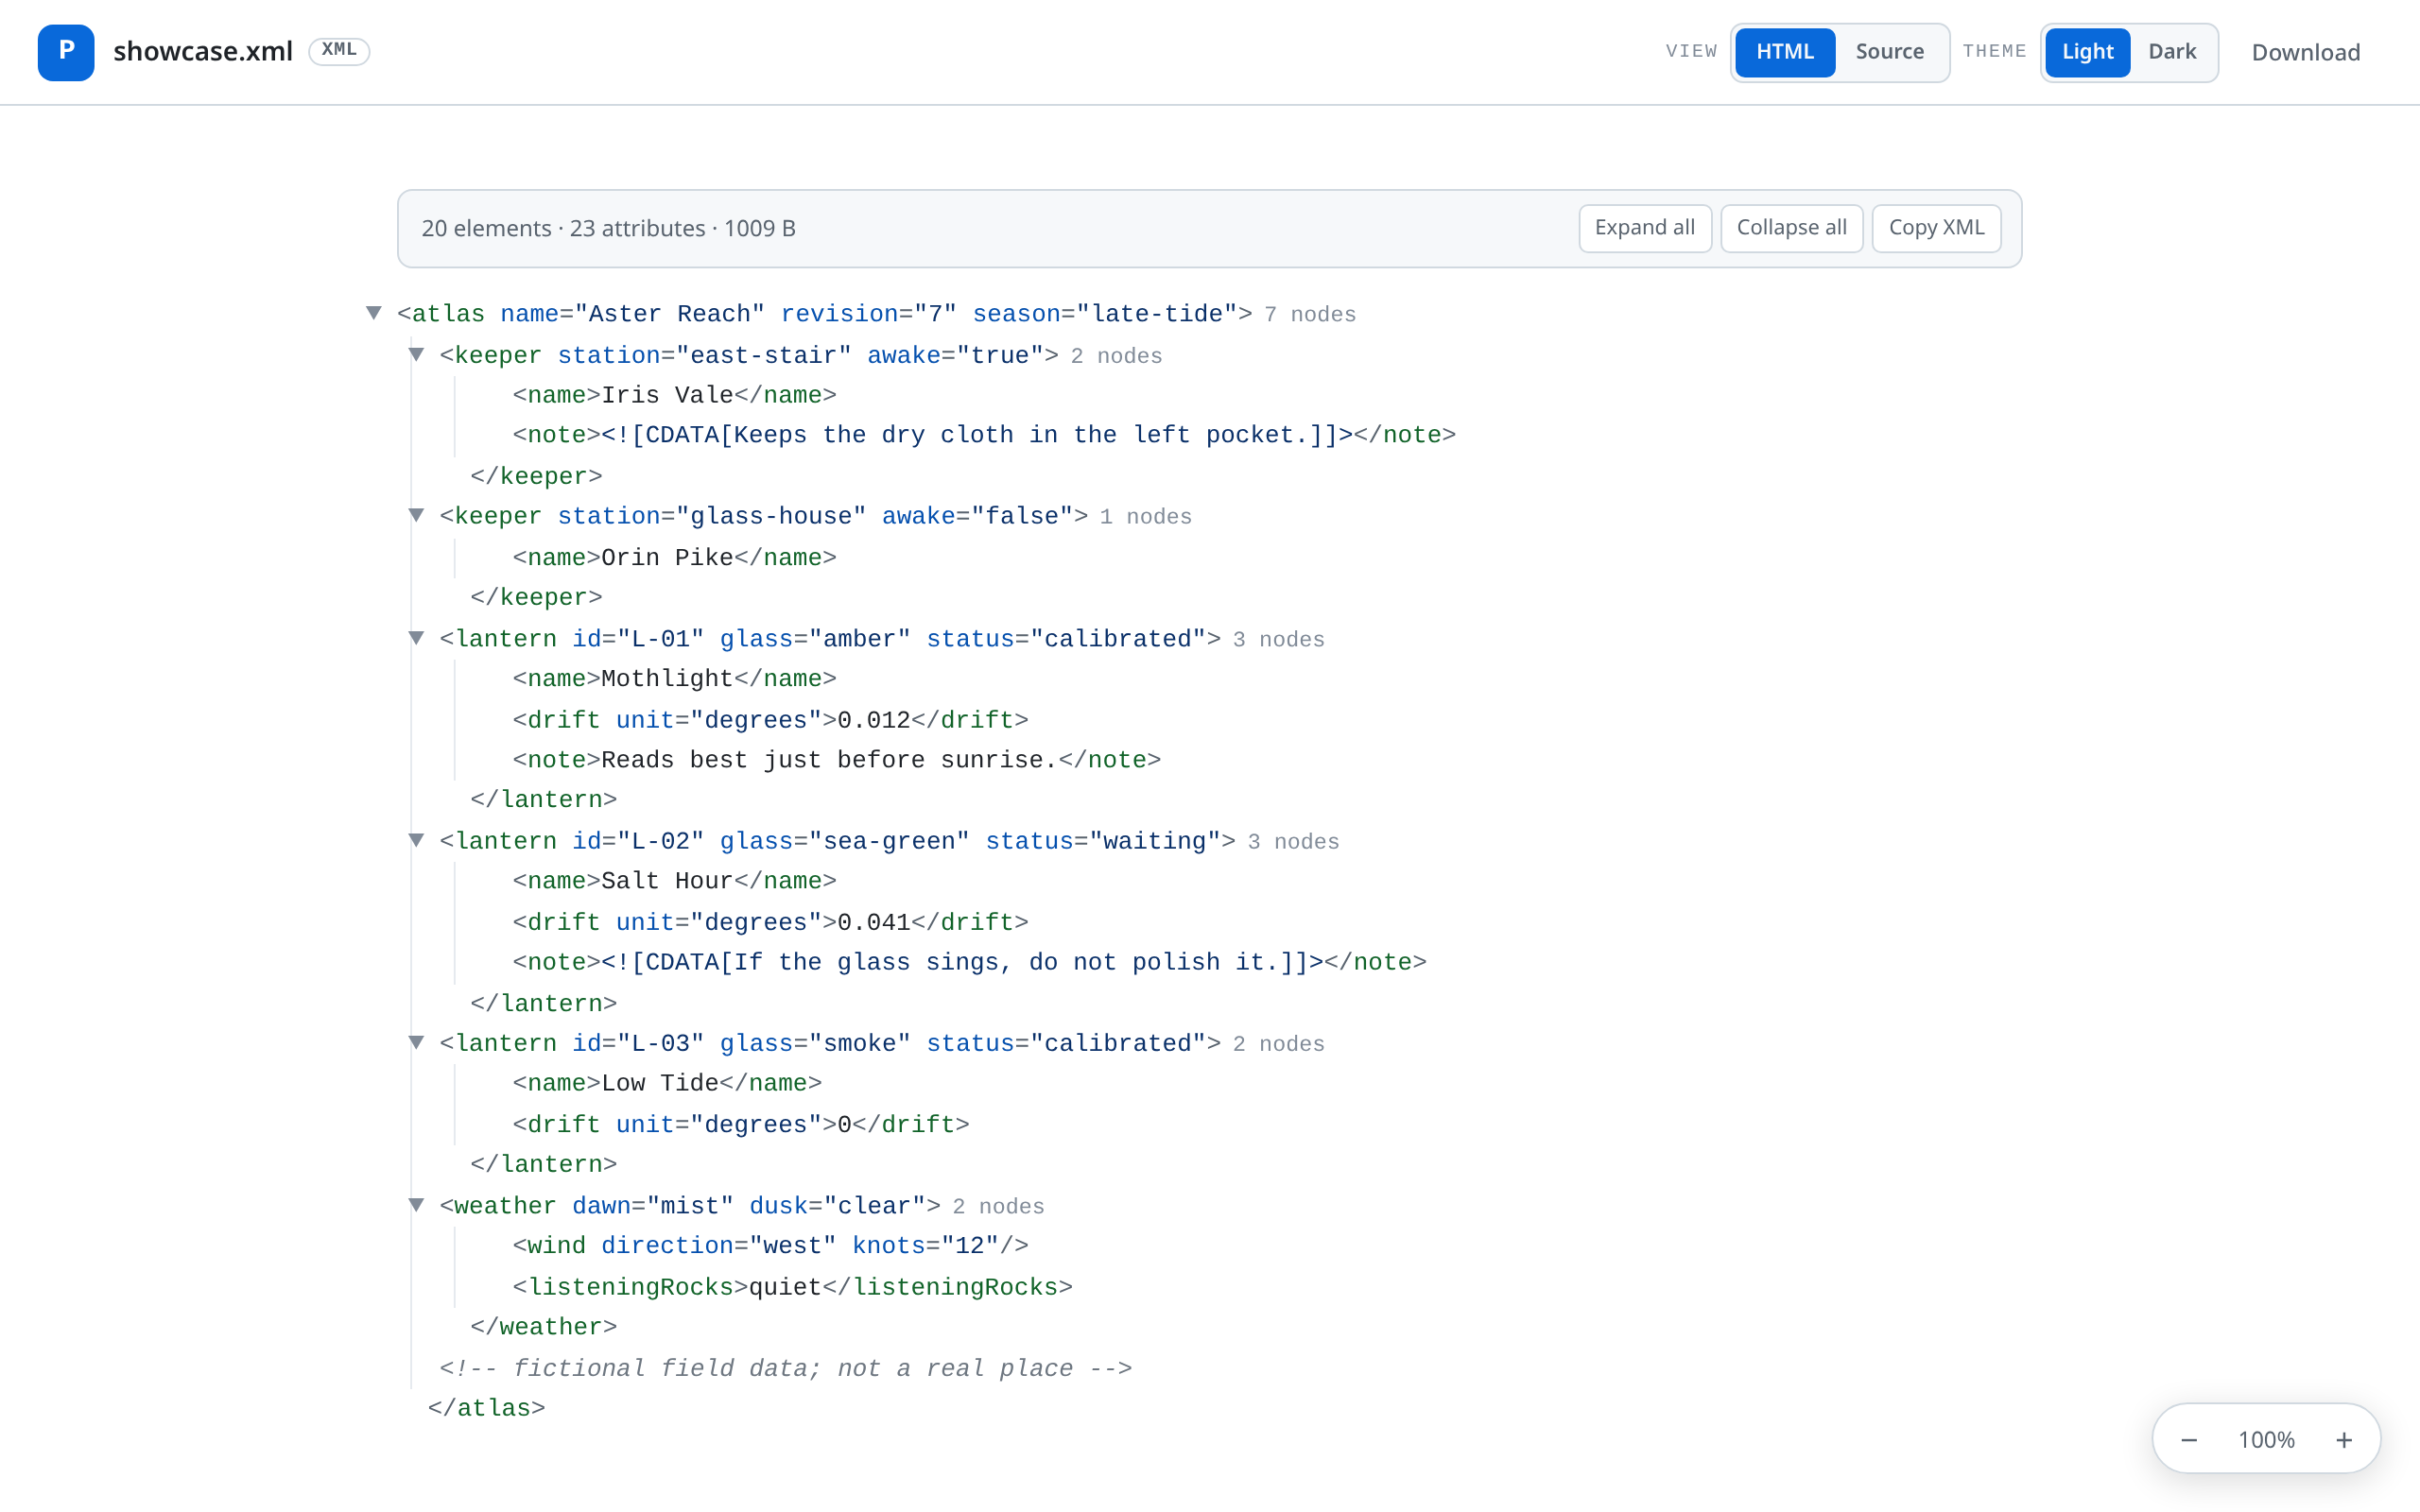 P showcase.xml XML VIEW HTML Source THEME Light Dark Download
20 elements · 23 attributes · 1009 B Expand all Collapse all Copy XML
<atlas name="Aster Reach" revision="7" season="late-tide"> 7 nodes
<keeper station="east-stair" awake="true"> 2 nodes
<name>Iris Vale</name>
<note><![CDATA[Keeps the dry cloth in the left pocket.]]></note>
</keeper>
<keeper station="glass-house" awake="false"> 1 nodes
<name>Orin Pike</name>
</keeper>
<lantern id="L-01" glass="amber" status="calibrated"> 3 nodes
<name>Mothlight</name>
<drift unit="degrees">0.012</drift>
<note>Reads best just before sunrise.</note>
</lantern>
<lantern id="L-02" glass="sea-green" status="waiting"> 3 nodes
<name>Salt Hour</name>
<drift unit="degrees">0.041</drift>
<note><![CDATA[If the glass sings, do not polish it.]]></note>
</lantern>
<lantern id="L-03" glass="smoke" status="calibrated"> 2 nodes
<name>Low Tide</name>
<drift unit="degrees">0</drift>
</lantern>
<weather dawn="mist" dusk="clear"> 2 nodes
<wind direction="west" knots="12"/>
<listeningRocks>quiet</listeningRocks>
</weather>
<!-- fictional field data; not a real place -->
</atlas>
− 100% +